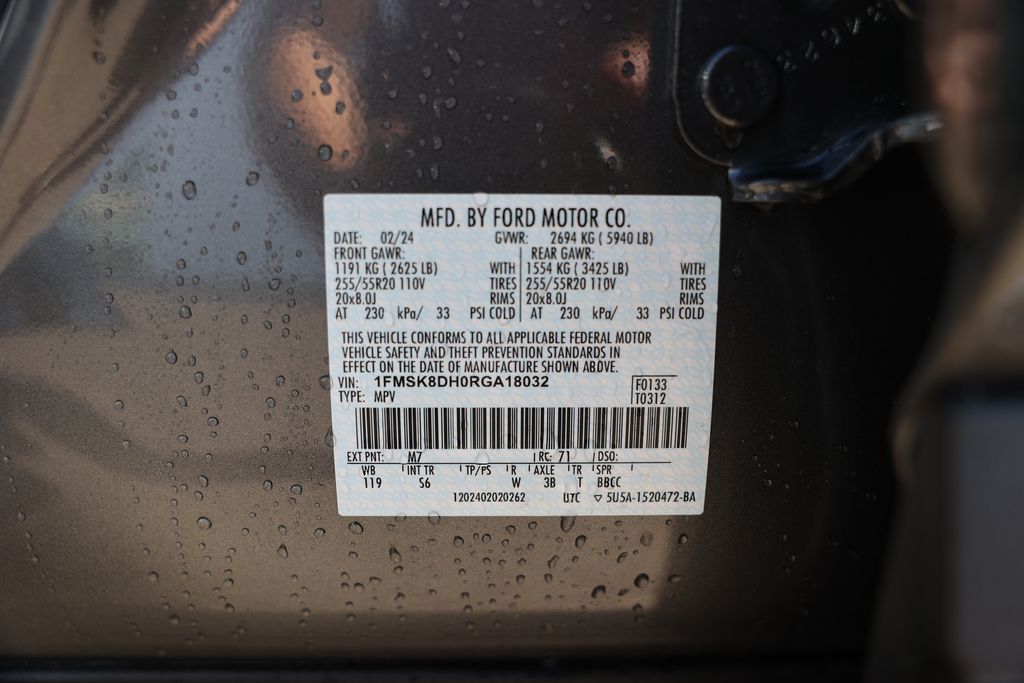 MFD. BY FORD MOTOR CO.
DATE: 02/24 GVWR: 2694 KG ( 5940 LB)
FRONT GAWR: REAR GAWR:
1191 KG ( 2625 LB) WITH 1554 KG ( 3425 LB) WITH
255/55R20 110V TIRES 255/55R20 110V TIRES
20x8.0J RIMS 20x8.0J RIMS
AT 230 kPa/ 33 PSI COLD AT 230 kPa/ 33 PSI COLD
THIS VEHICLE CONFORMS TO ALL APPLICABLE FEDERAL MOTOR
VEHICLE SAFETY AND THEFT PREVENTION STANDARDS IN
EFFECT ON THE DATE OF MANUFACTURE SHOWN ABOVE.
VIN: 1FMSK8DH0RGA18032 F0133
TYPE: MPV T0312
EXT PNT: M7 RC: 71 DSO:
WB INT TR TP/PS R AXLE TR SPR
119 S6 W 3B T BBCC
1202402020262 UTC ▽ 5U5A-1520472-BA